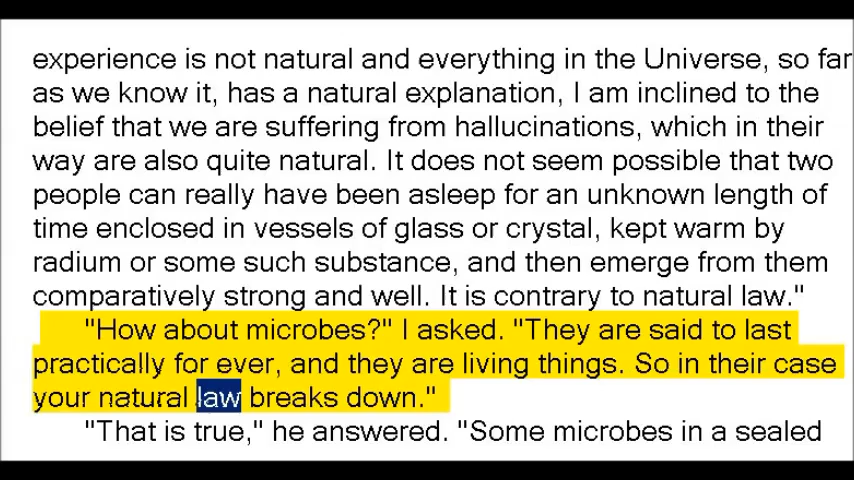 experience is not natural and everything in the Universe, so far
as we know it, has a natural explanation, I am inclined to the
belief that we are suffering from hallucinations, which in their
way are also quite natural. It does not seem possible that two
people can really have been asleep for an unknown length of
time enclosed in vessels of glass or crystal, kept warm by
radium or some such substance, and then emerge from them
comparatively strong and well. It is contrary to natural law."
"How about microbes?" I asked. "They are said to last
practically for ever, and they are living things. So in their case
your natural law breaks down."
"That is true," he answered. "Some microbes in a sealed